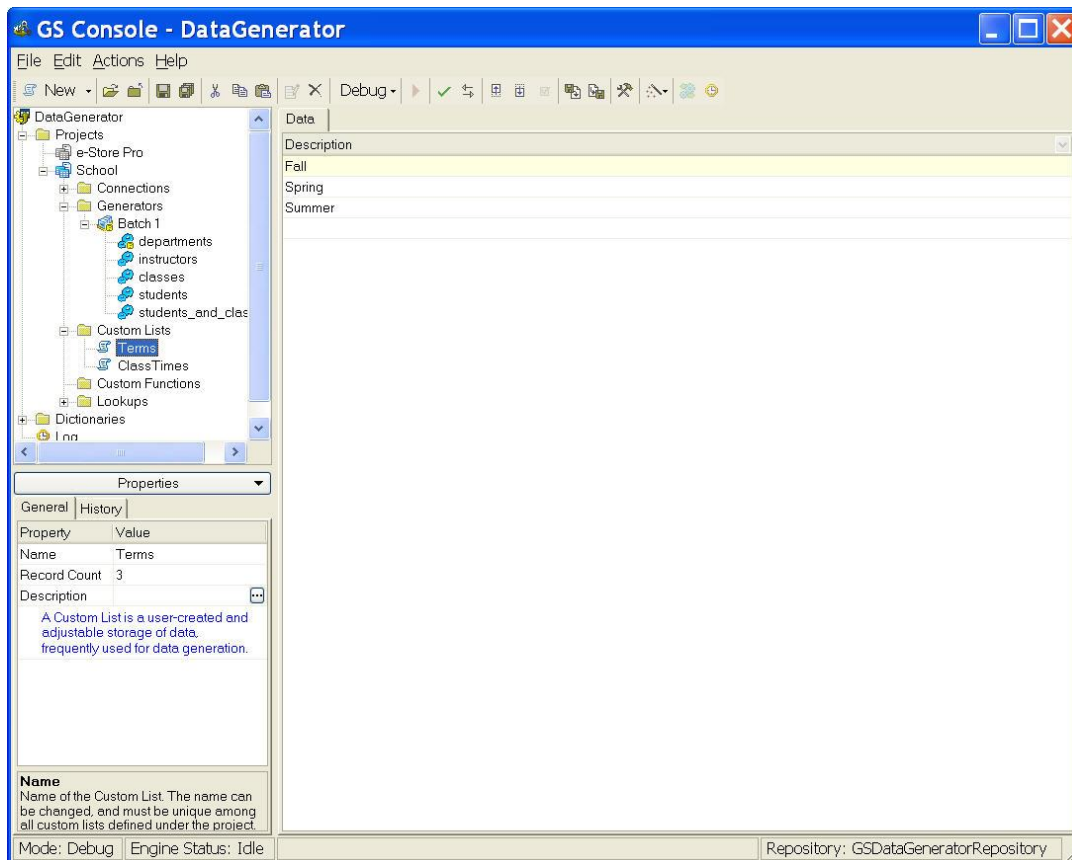 GS Console - DataGenerator
File Edit Actions Help
New Debug
DataGenerator
Projects
e-Store Pro
School
Connections
Generators
Batch 1
departments
instructors
classes
students
students_and_clas
Custom Lists
Terms
ClassTimes
Custom Functions
Lookups
Dictionaries
Log
Data
Description
Fall
Spring
Summer
Properties
General History
Property Value
Name Terms
Record Count 3
Description
A Custom List is a user-created and
adjustable storage of data,
frequently used for data generation.
Name
Name of the Custom List. The name can
be changed, and must be unique among
all custom lists defined under the project.
Mode: Debug Engine Status: Idle Repository: GSDataGeneratorRepository